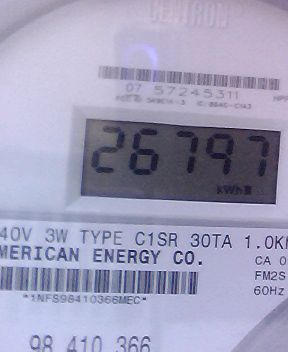 CENTRON
07 57245311
26797
kWh
40V 3W TYPE C1SR 30TA 1.0K
MERICAN ENERGY CO.
CA 0
FM2S
60Hz
*1NFS98410366MEC*
98 410 366